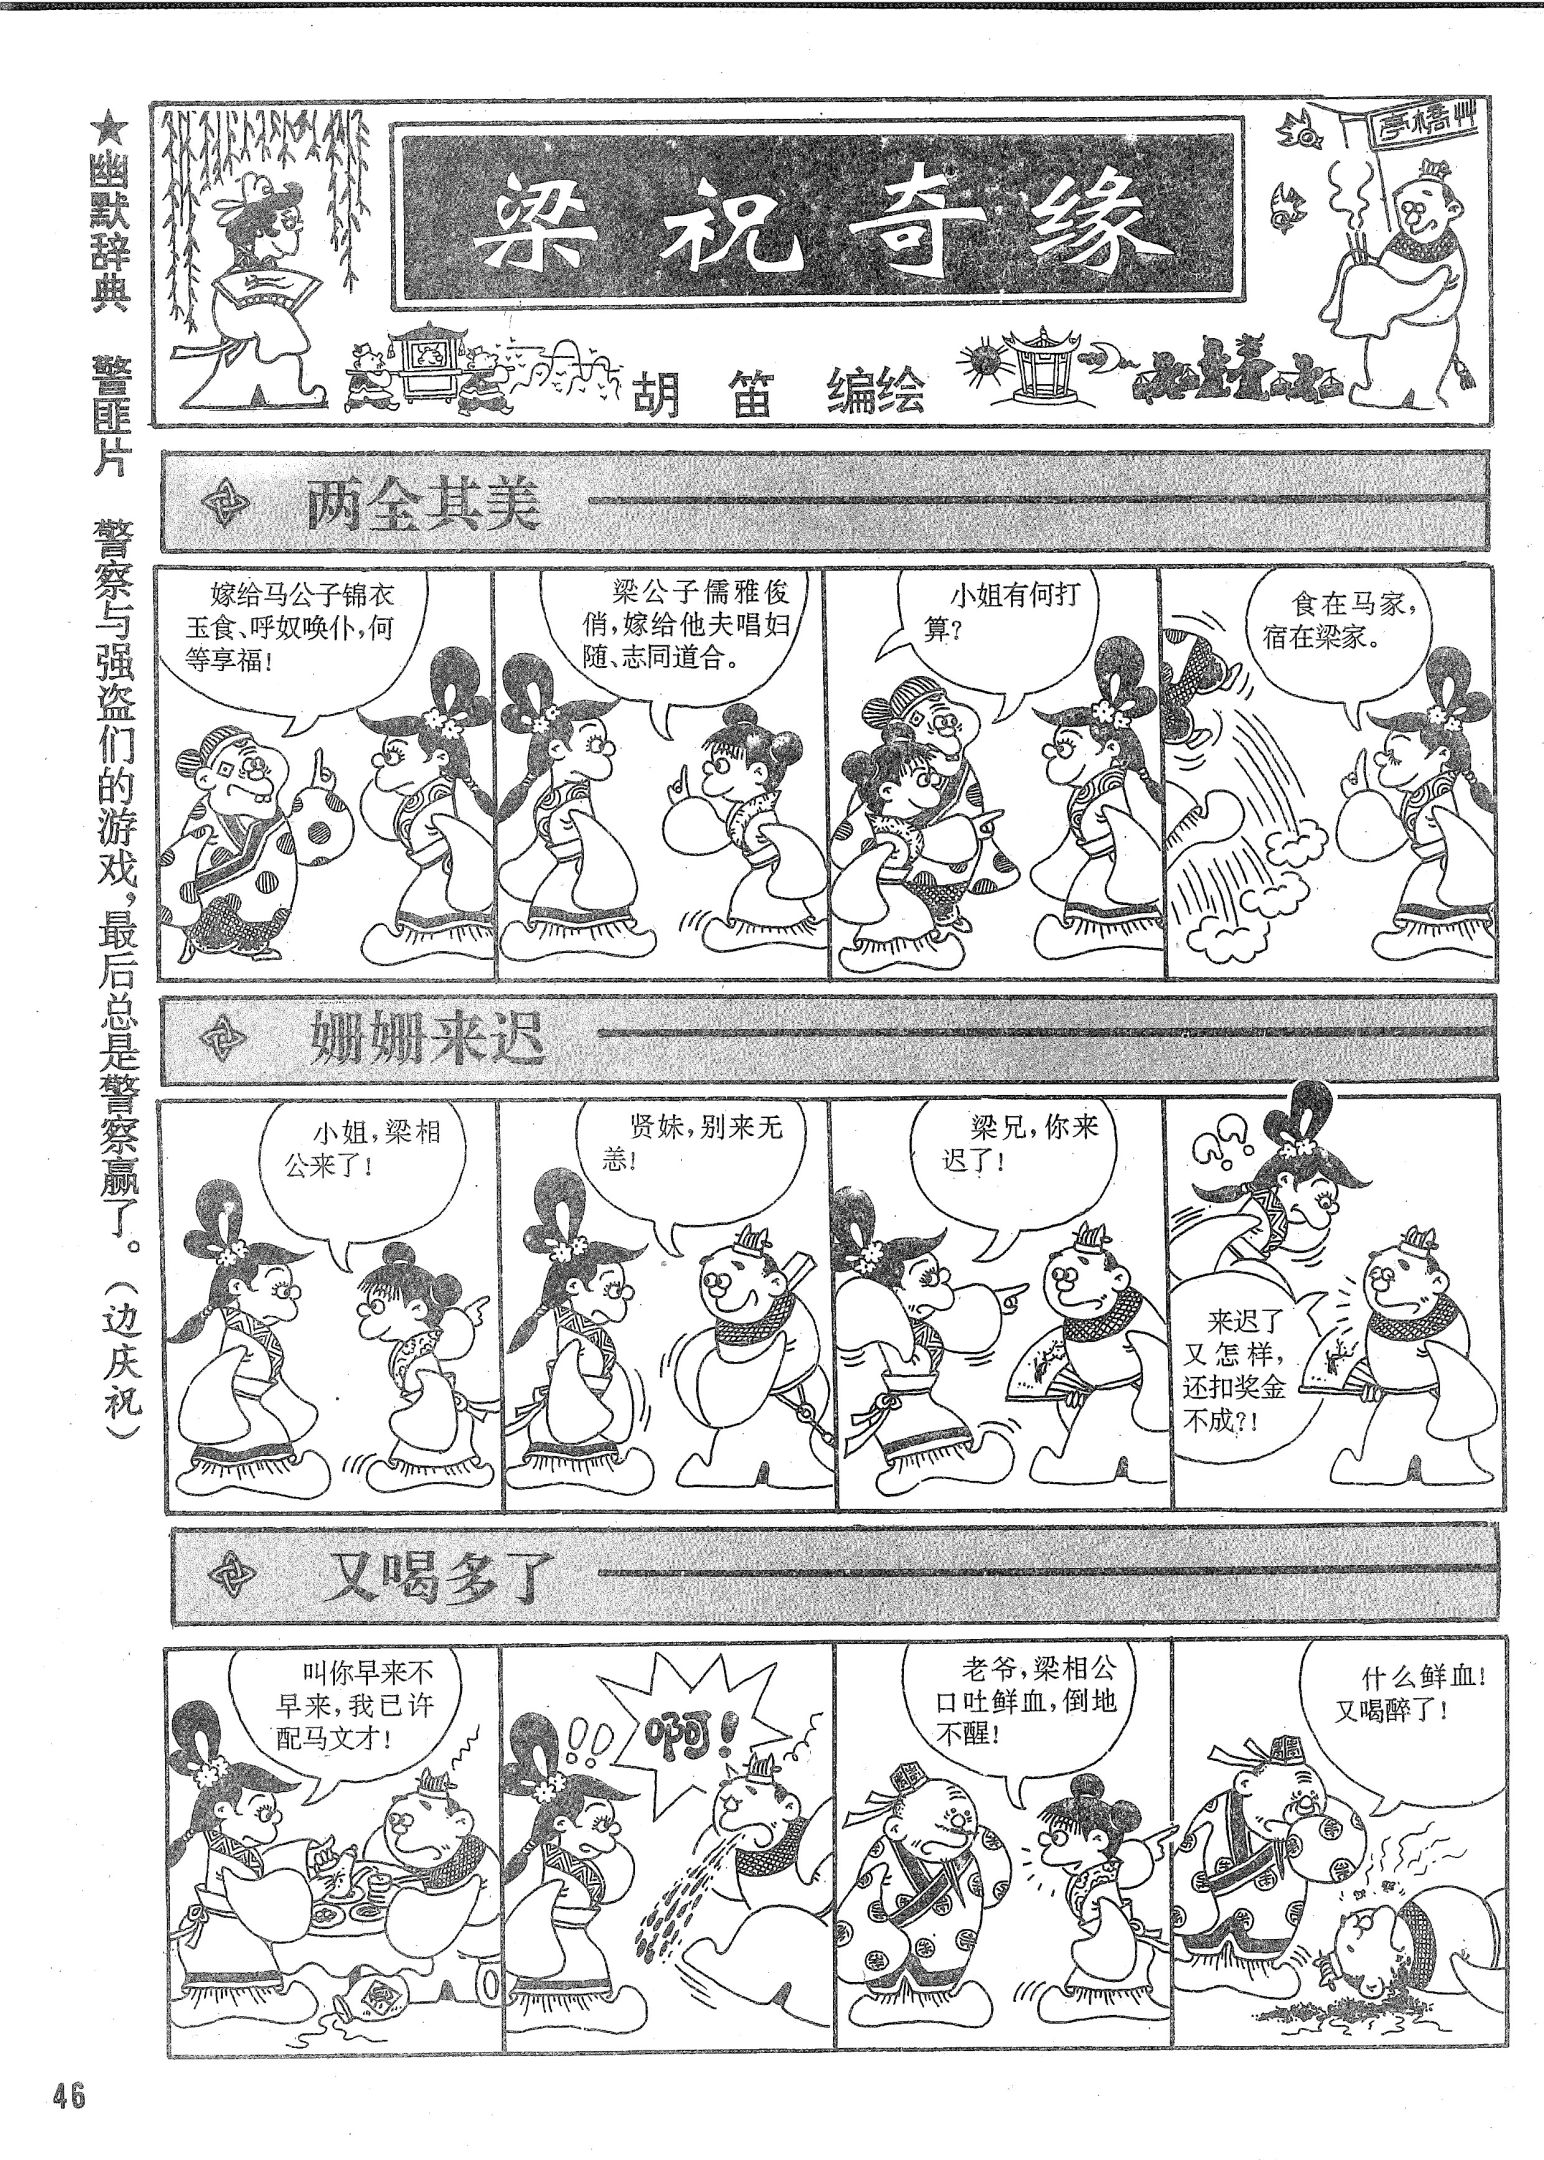 ★幽默辞典　警匪片　警察与强盗们的游戏，最后总是警察赢了。（边庆祝）
梁祝奇缘
亭橋艸
胡笛 编绘
两全其美
嫁给马公子锦衣
玉食、呼奴唤仆，何
等享福！
梁公子儒雅俊
俏，嫁给他夫唱妇
随、志同道合。
小姐有何打
算？
食在马家，
宿在梁家。
姗姗来迟
小姐，梁相
公来了！
贤妹，别来无
恙！
梁兄，你来
迟了！
??
来迟了
又怎样，
还扣奖金
不成？！
又喝多了
叫你早来不
早来，我已许
配马文才！
!!
啊！
老爷，梁相公
口吐鲜血，倒地
不醒！
什么鲜血！
又喝醉了！
46